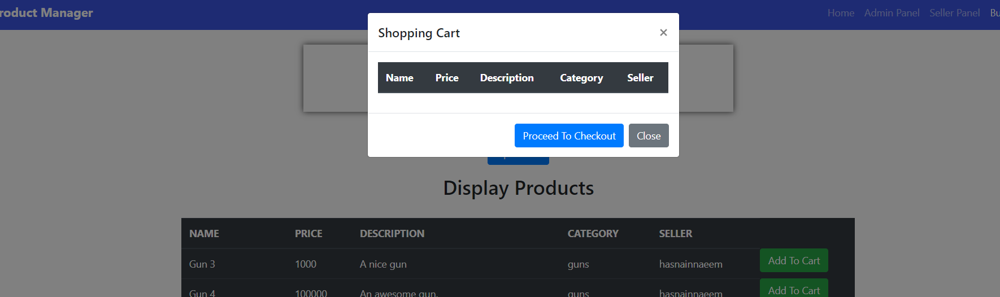 roduct Manager
Home Admin Panel Seller Panel Bu
Shopping Cart
×
Name Price Description Category Seller
Proceed To Checkout Close
Display Products
NAME PRICE DESCRIPTION CATEGORY SELLER
Gun 3 1000 A nice gun guns hasnainnaeem Add To Cart
Gun 4 100000 An awesome gun. guns hasnainnaeem Add To Cart